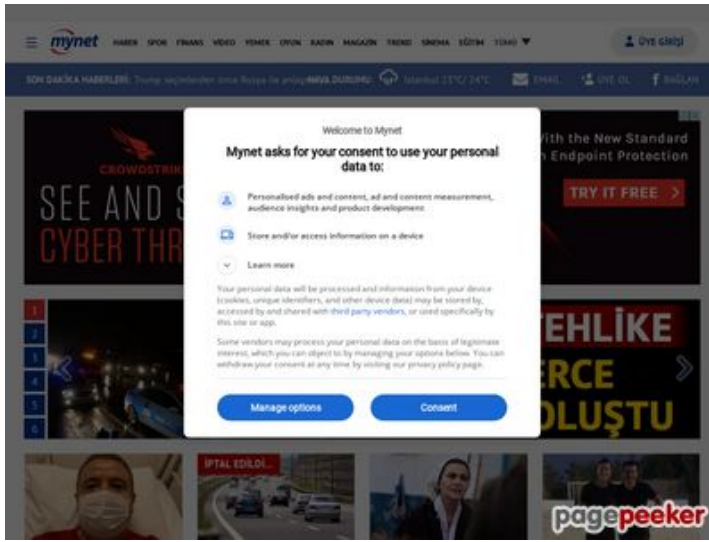 mynet HABER SPOR FİNANS VİDEO YEMEK OYUN KADIN MAGAZİN TREND SİNEMA EĞİTİM TÜMÜ ▼ ÜYE GİRİŞİ
SON DAKİKA HABERLERİ: Trump seçimlerden önce Rusya ile HAVA DURUMU: İstanbul 23°C/ 24°C EMAIL ÜYE OL BAĞLAN
Welcome to Mynet
Mynet asks for your consent to use your personal
data to:
Personalised ads and content, ad and content measurement,
audience insights and product development
Store and/or access information on a device
Learn more
Your personal data will be processed and information from your device
(cookies, unique identifiers, and other device data) may be stored by,
accessed by and shared with third party vendors, or used specifically by
this site or app.
Some vendors may process your personal data on the basis of legitimate
interest, which you can object to by managing your options below. You can
withdraw your consent at any time by visiting our privacy policy page.
Manage options Consent
CROWDSTRIK
SEE AND S
CYBER THR
ith the New Standard
Endpoint Protection
TRY IT FREE >
1
2
3
4
5
6
EHLİKE
ERCE
OLUŞTU
İPTAL EDİLDİ...
pagepeeker